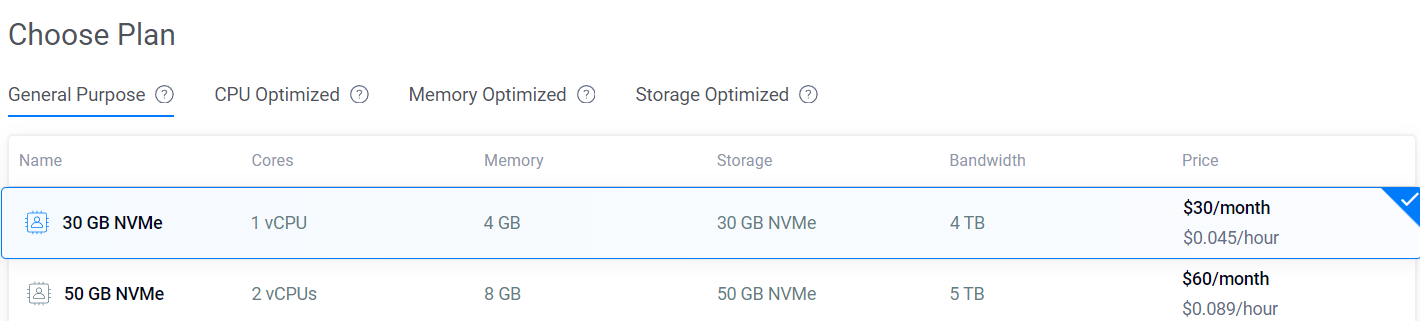 Choose Plan
General Purpose ? CPU Optimized ? Memory Optimized ? Storage Optimized ?
Name Cores Memory Storage Bandwidth Price
30 GB NVMe 1 vCPU 4 GB 30 GB NVMe 4 TB $30/month
$0.045/hour
50 GB NVMe 2 vCPUs 8 GB 50 GB NVMe 5 TB $60/month
$0.089/hour